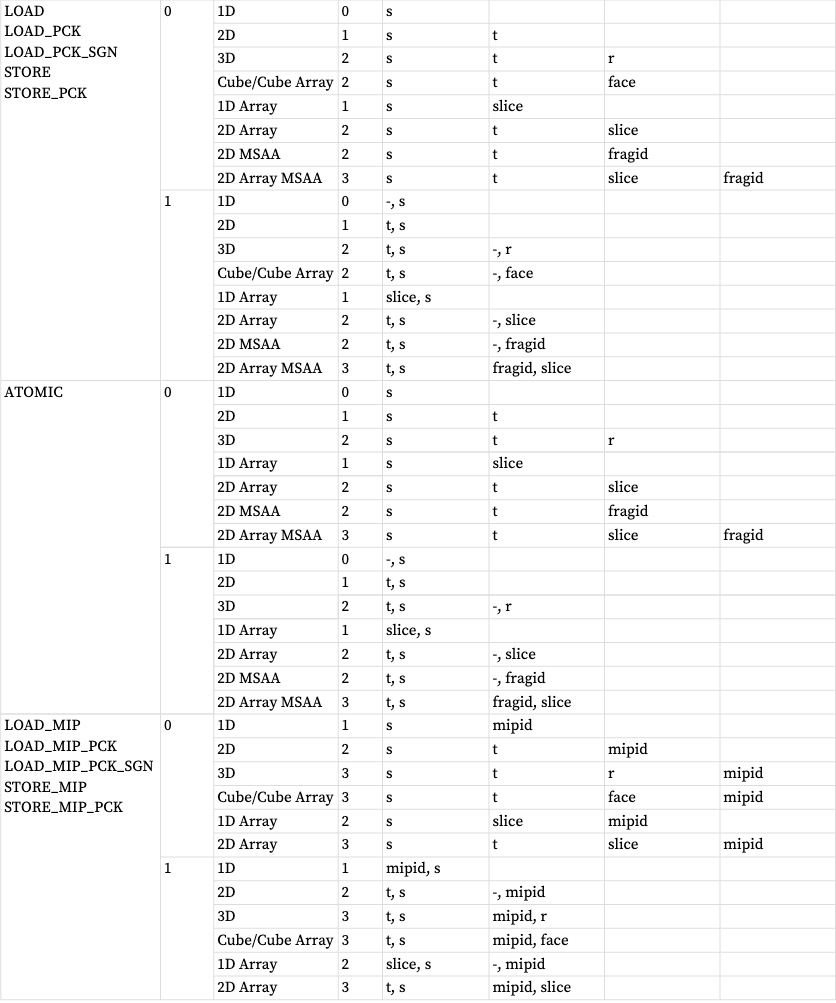 LOAD 0 1D 0 s
LOAD_PCK 2D 1 s t
LOAD_PCK_SGN 3D 2 s t r
STORE Cube/Cube Array 2 s t face
STORE_PCK 1D Array 1 s slice
2D Array 2 s t slice
2D MSAA 2 s t fragid
2D Array MSAA 3 s t slice fragid
1 1D 0 -, s
2D 1 t, s
3D 2 t, s -, r
Cube/Cube Array 2 t, s -, face
1D Array 1 slice, s
2D Array 2 t, s -, slice
2D MSAA 2 t, s -, fragid
2D Array MSAA 3 t, s fragid, slice
ATOMIC 0 1D 0 s
2D 1 s t
3D 2 s t r
1D Array 1 s slice
2D Array 2 s t slice
2D MSAA 2 s t fragid
2D Array MSAA 3 s t slice fragid
1 1D 0 -, s
2D 1 t, s
3D 2 t, s -, r
1D Array 1 slice, s
2D Array 2 t, s -, slice
2D MSAA 2 t, s -, fragid
2D Array MSAA 3 t, s fragid, slice
LOAD_MIP 0 1D 1 s mipid
LOAD_MIP_PCK 2D 2 s t mipid
LOAD_MIP_PCK_SGN 3D 3 s t r mipid
STORE_MIP Cube/Cube Array 3 s t face mipid
STORE_MIP_PCK 1D Array 2 s slice mipid
2D Array 3 s t slice mipid
1 1D 1 mipid, s
2D 2 t, s -, mipid
3D 3 t, s mipid, r
Cube/Cube Array 3 t, s mipid, face
1D Array 2 slice, s -, mipid
2D Array 3 t, s mipid, slice